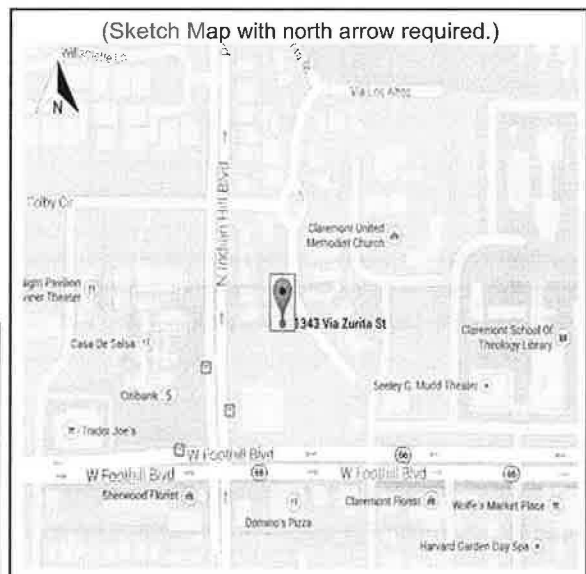 (Sketch Map with north arrow required.)
Via Los Altos
N
N Indian Hill Blvd
Colby Cir
Claremont United
Methodist Church
1343 Via Zurita St
Casa De Salsa
Claremont School Of
Theology Library
Citibank
Seeley G. Mudd Theater
Trader Joe's
W Foothill Blvd
66
W Foothill Blvd
66
W Foothill Blvd
66
Sherwood Florist
Claremont Florist
Wolfe's Market Place
Domino's Pizza
Harvard Garden Day Spa